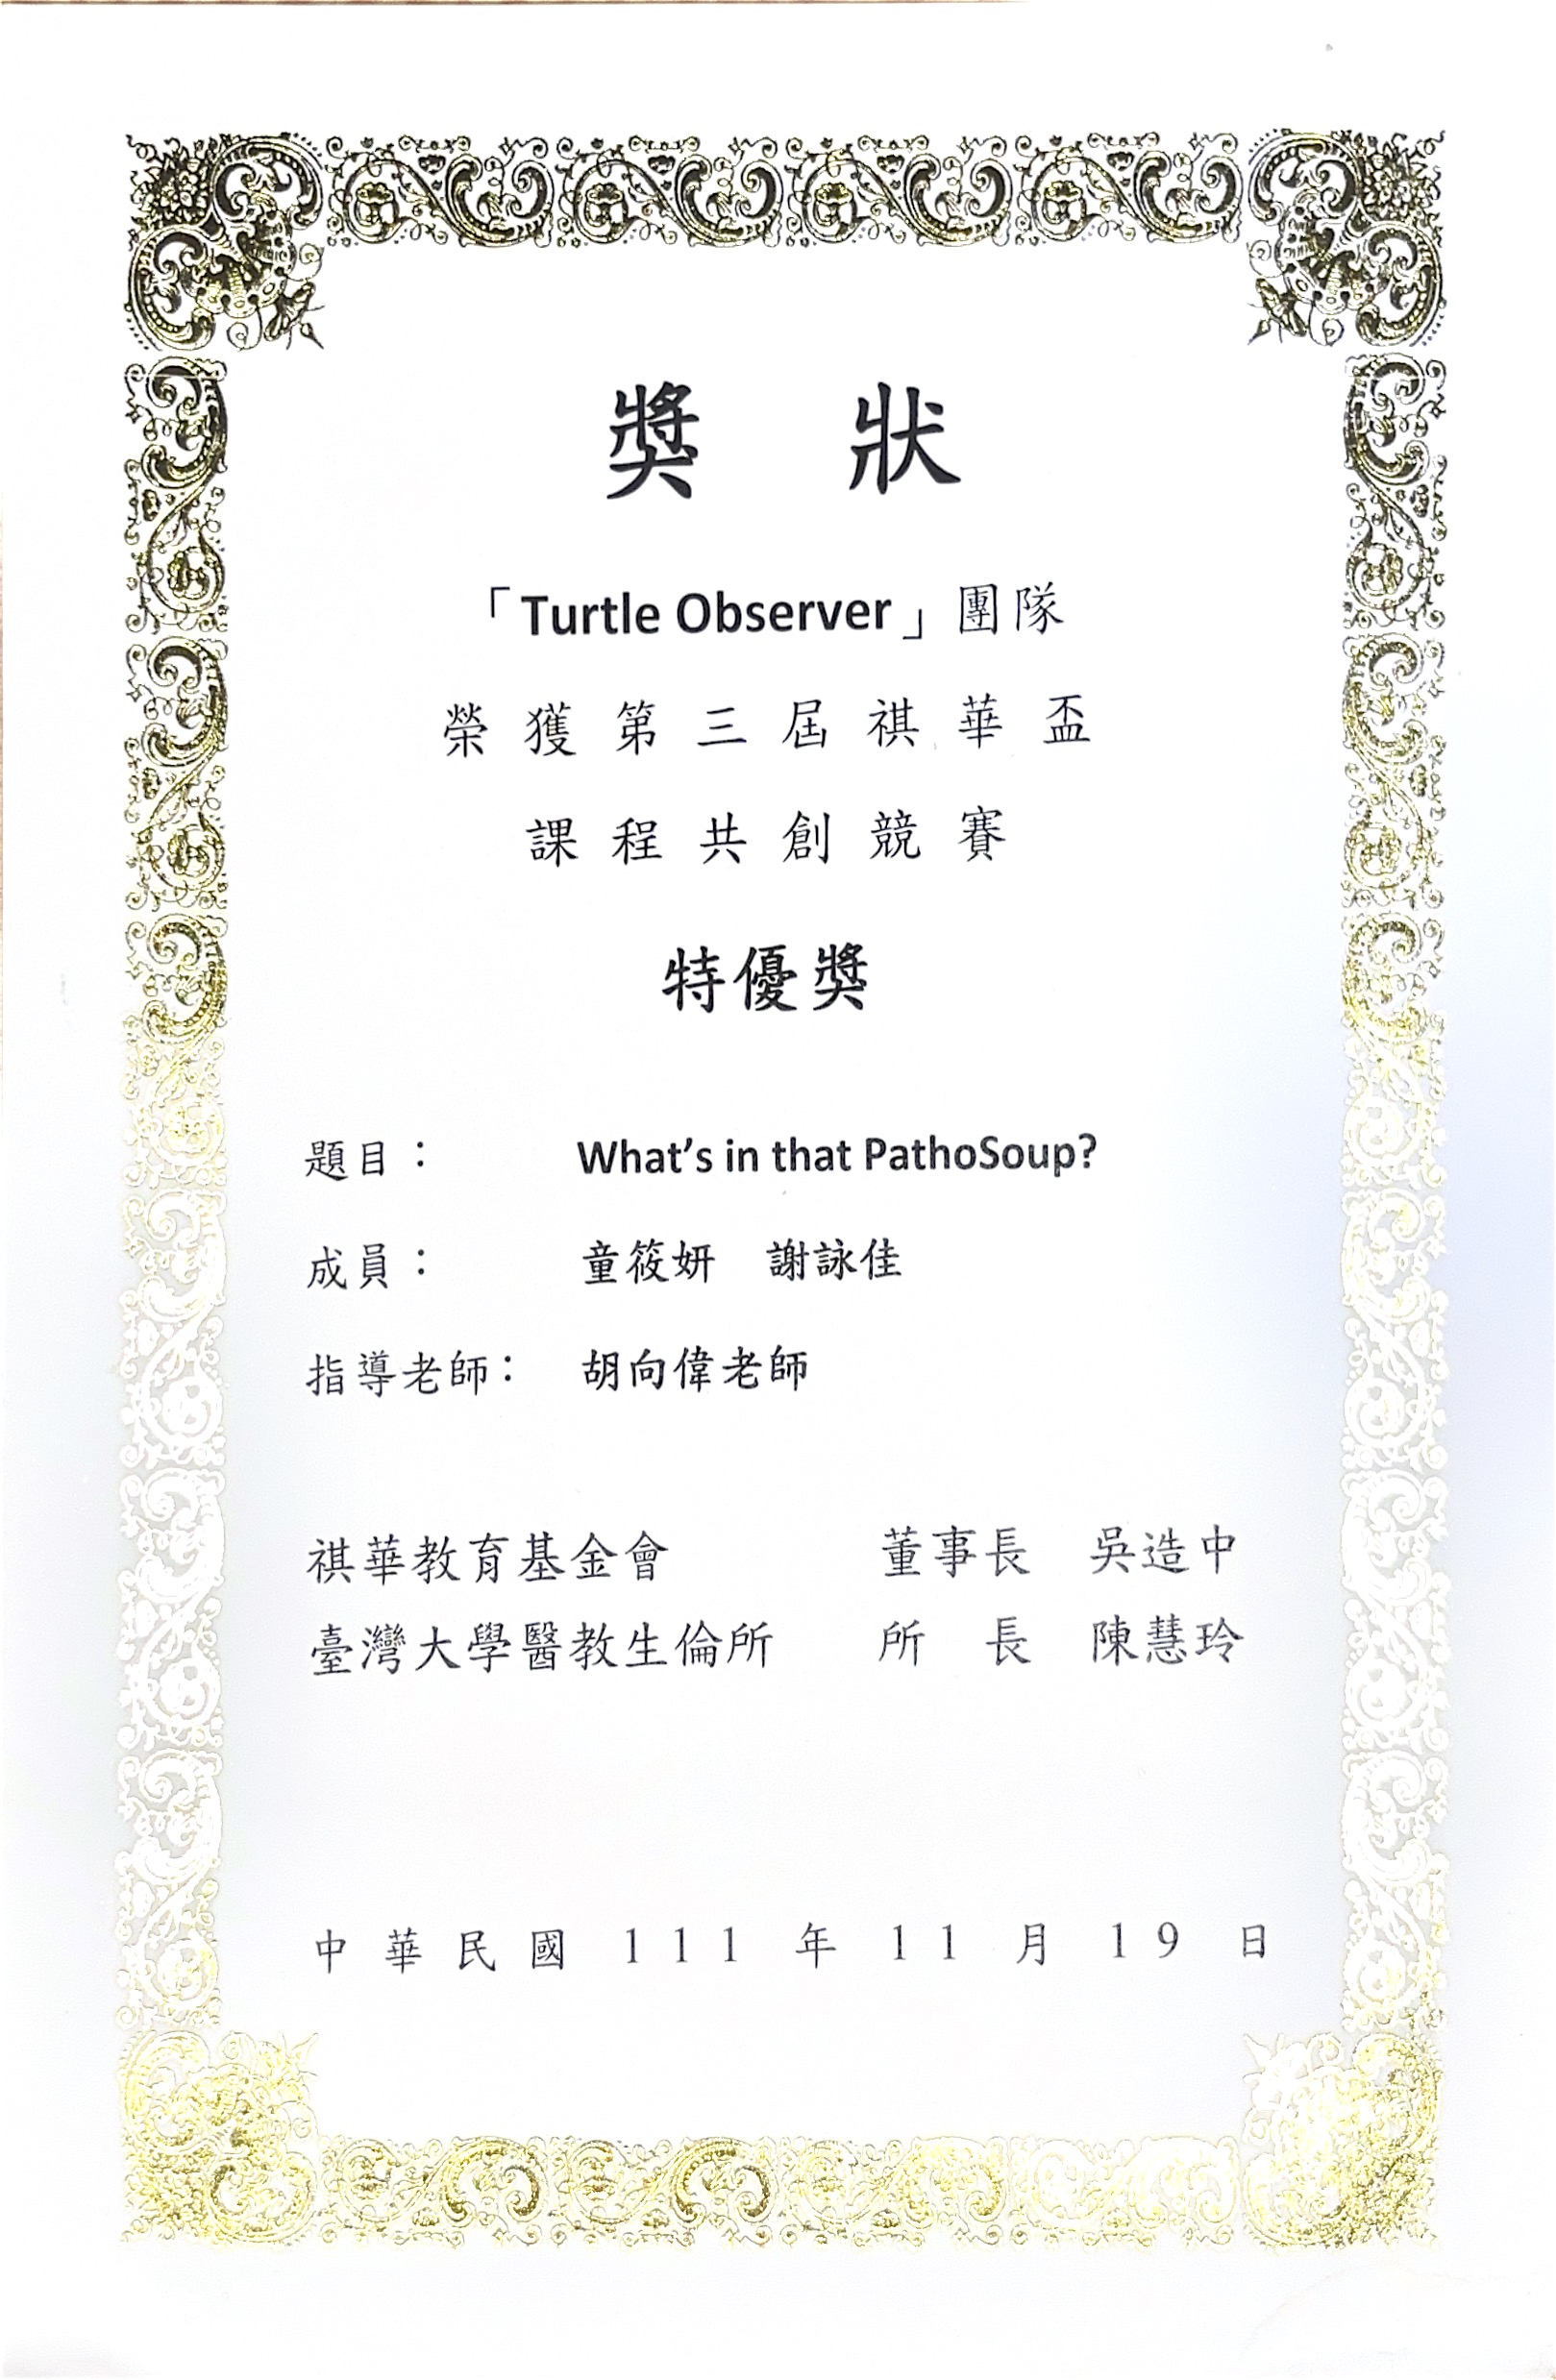 獎狀
「Turtle Observer」團隊
榮獲第三屆祺華盃
課程共創競賽
特優獎
題目： What's in that PathoSoup?
成員： 童筱妍 謝詠佳
指導老師： 胡向偉老師
祺華教育基金會 董事長 吳造中
臺灣大學醫教生倫所 所長 陳慧玲
中華民國 111 年 11 月 19 日